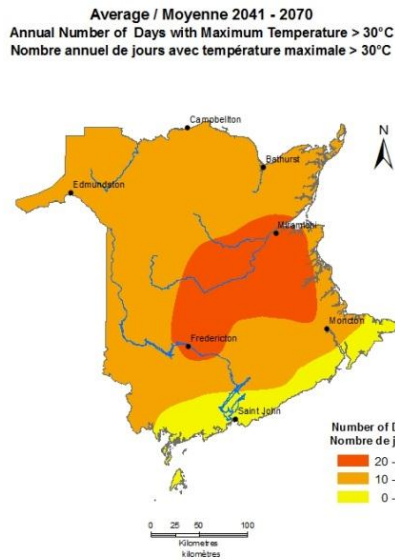 Average / Moyenne 2041 - 2070
Annual Number of Days with Maximum Temperature > 30°C
Nombre annuel de jours avec température maximale > 30°C
Campbellton
N
Bathurst
Edmundston
Miramichi
Moncton
Fredericton
Saint John
Number of D
Nombre de j
20 -
10 -
0 -
0 25 50 100
Kilometres
kilomètres